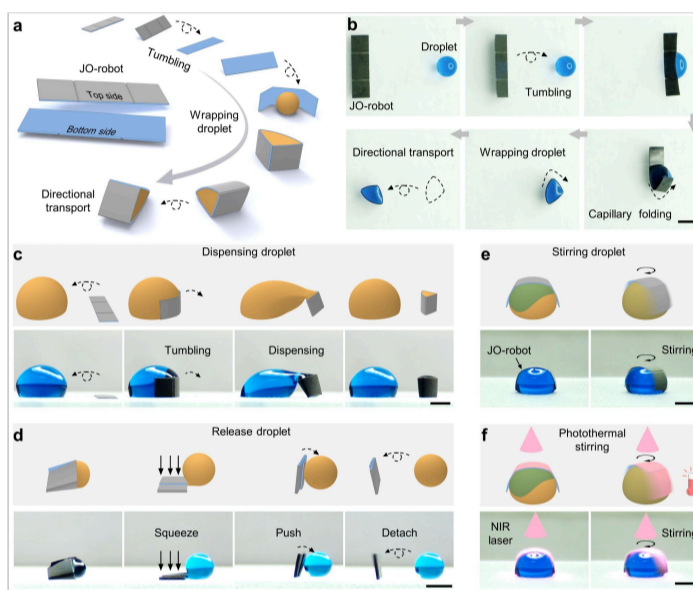 a
Tumbling
JO-robot
Top side
Bottom side
Wrapping
droplet
Directional
transport
b
Droplet
JO-robot
Tumbling
Directional transport
Wrapping droplet
Capillary folding
c
Dispensing droplet
Tumbling
Dispensing
d
Release droplet
Squeeze
Push
Detach
e
Stirring droplet
JO-robot
Stirring
f
Photothermal
stirring
NIR
laser
Stirring